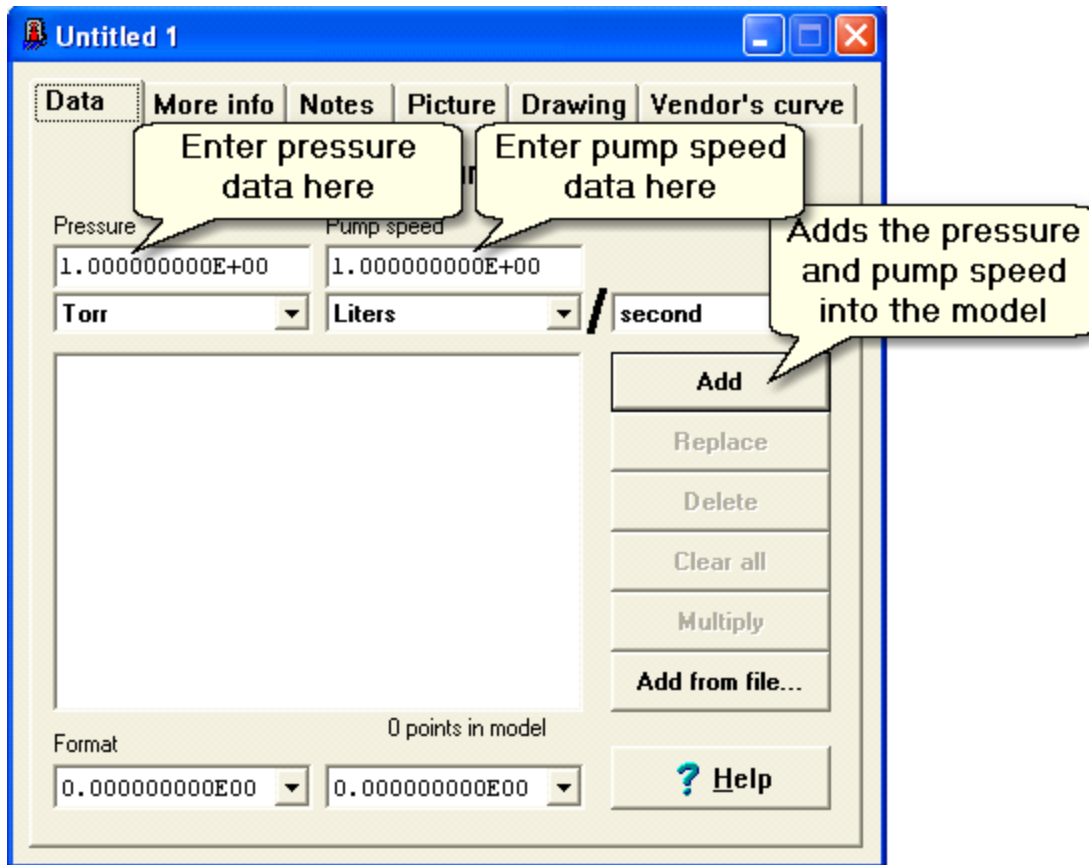 Untitled 1
Data More info Notes Picture Drawing Vendor's curve
Enter pressure
data here
Enter pump speed
data here
Adds the pressure
and pump speed
into the model
Pressure Pump speed
1.000000000E+00 1.000000000E+00
Torr Liters / second
Add
Replace
Delete
Clear all
Multiply
Add from file...
0 points in model
Format
0.000000000E00 0.000000000E00
? Help